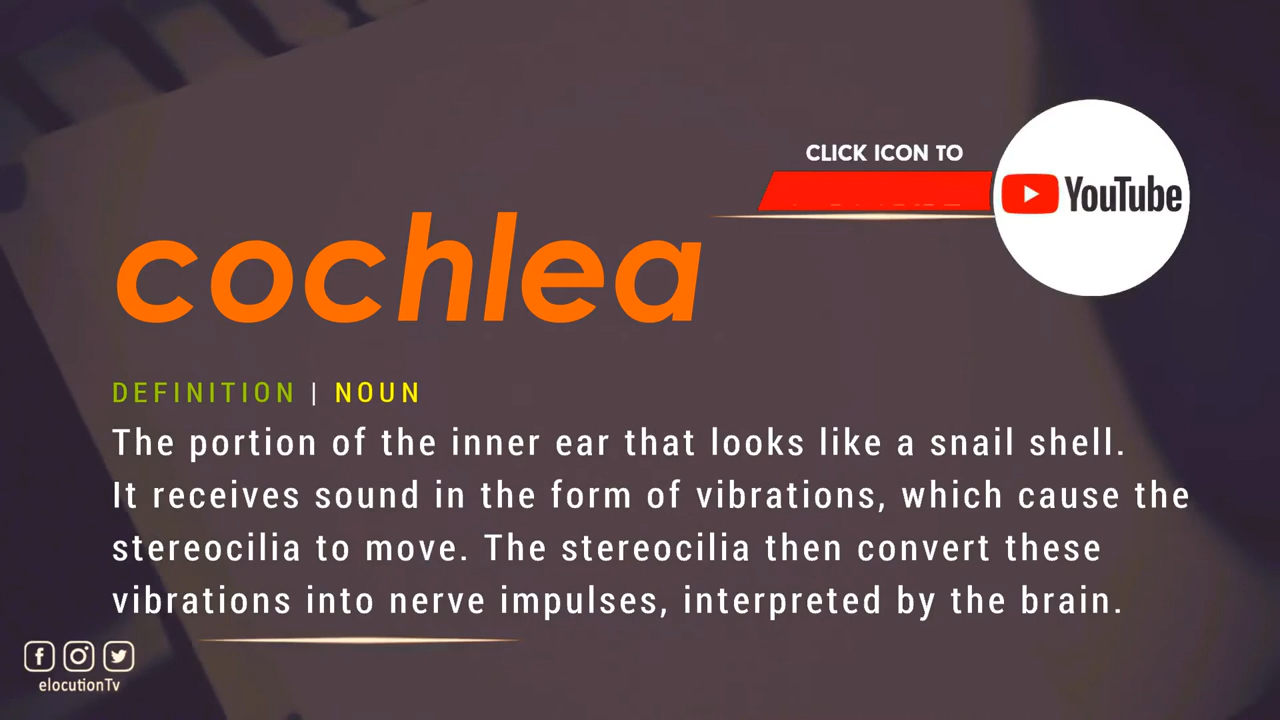 CLICK ICON TO
YouTube
cochlea
DEFINITION | NOUN
The portion of the inner ear that looks like a snail shell.
It receives sound in the form of vibrations, which cause the
stereocilia to move. The stereocilia then convert these
vibrations into nerve impulses, interpreted by the brain.
elocutionTv